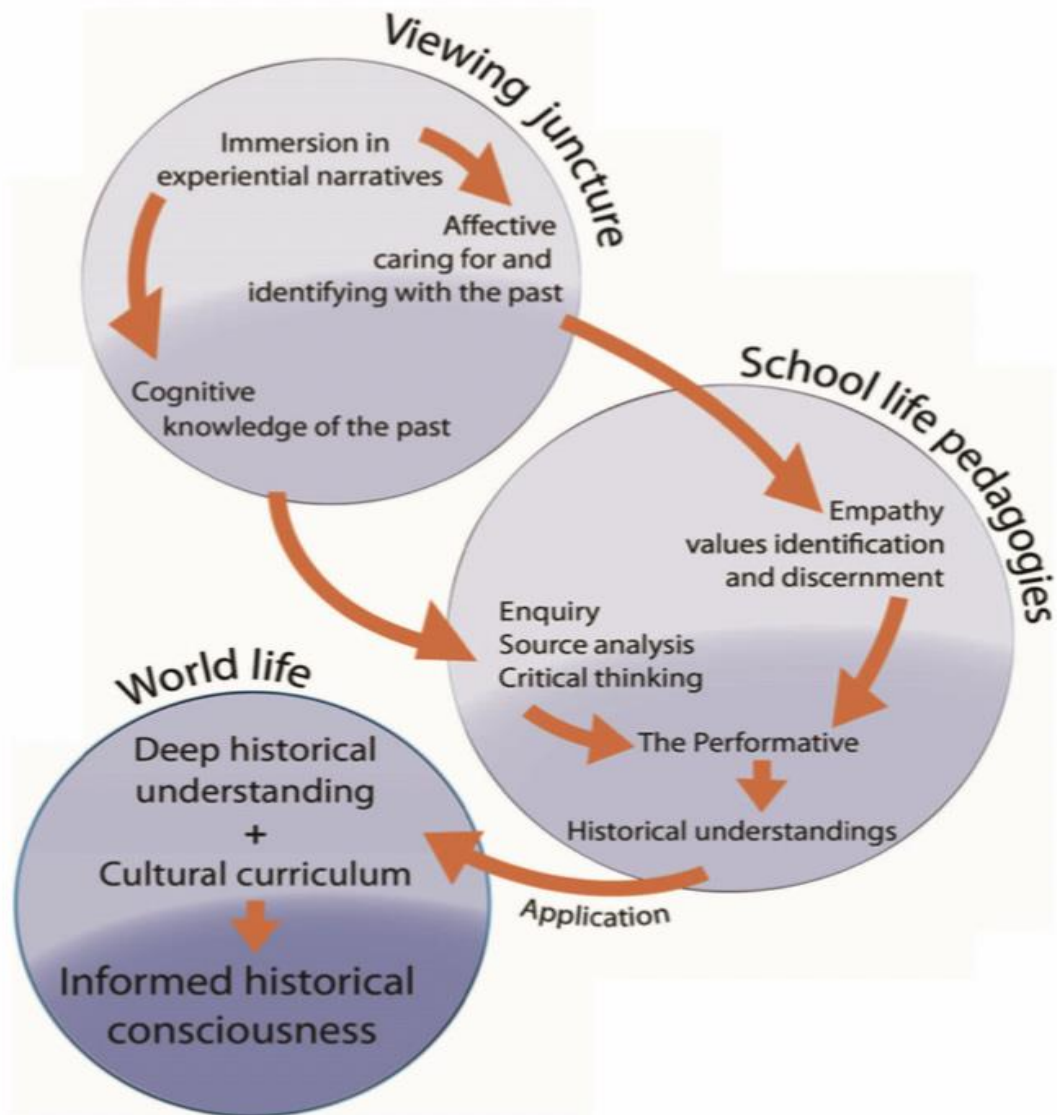 Viewing juncture
Immersion in
experiential narratives
Affective
caring for and
identifying with the past
Cognitive
knowledge of the past
School life pedagogies
Empathy
values identification
and discernment
Enquiry
Source analysis
Critical thinking
The Performative
Historical understandings
Application
World life
Deep historical
understanding
+
Cultural curriculum
Informed historical
consciousness